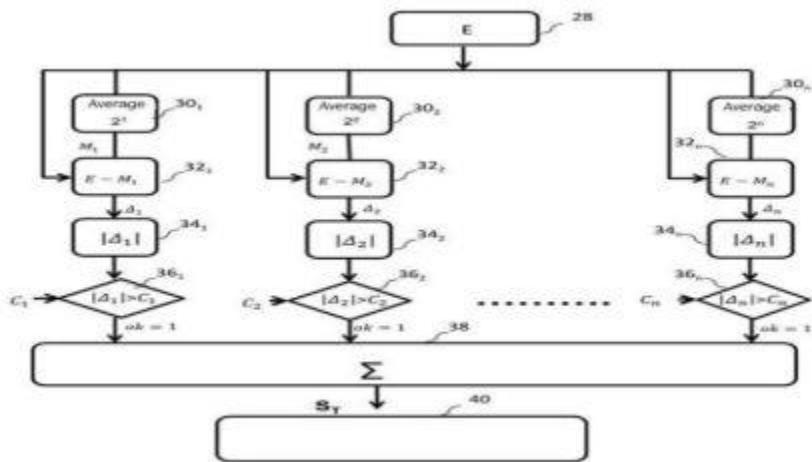 E
28
Average
2¹
30₁
Average
2²
30₂
Average
2ⁿ
30ₙ
M₁
M₂
E − M₁
32₁
E − M₂
32₂
E − Mₙ
32ₙ
Δ₁
Δ₂
Δₙ
|Δ₁|
34₁
|Δ₂|
34₂
|Δₙ|
34ₙ
C₁
|Δ₁|>C₁
36₁
C₂
|Δ₂|>C₂
36₂
Cₙ
|Δₙ|>Cₙ
36ₙ
ok = 1
ok = 1
ok = 1
38
Σ
S_T
40